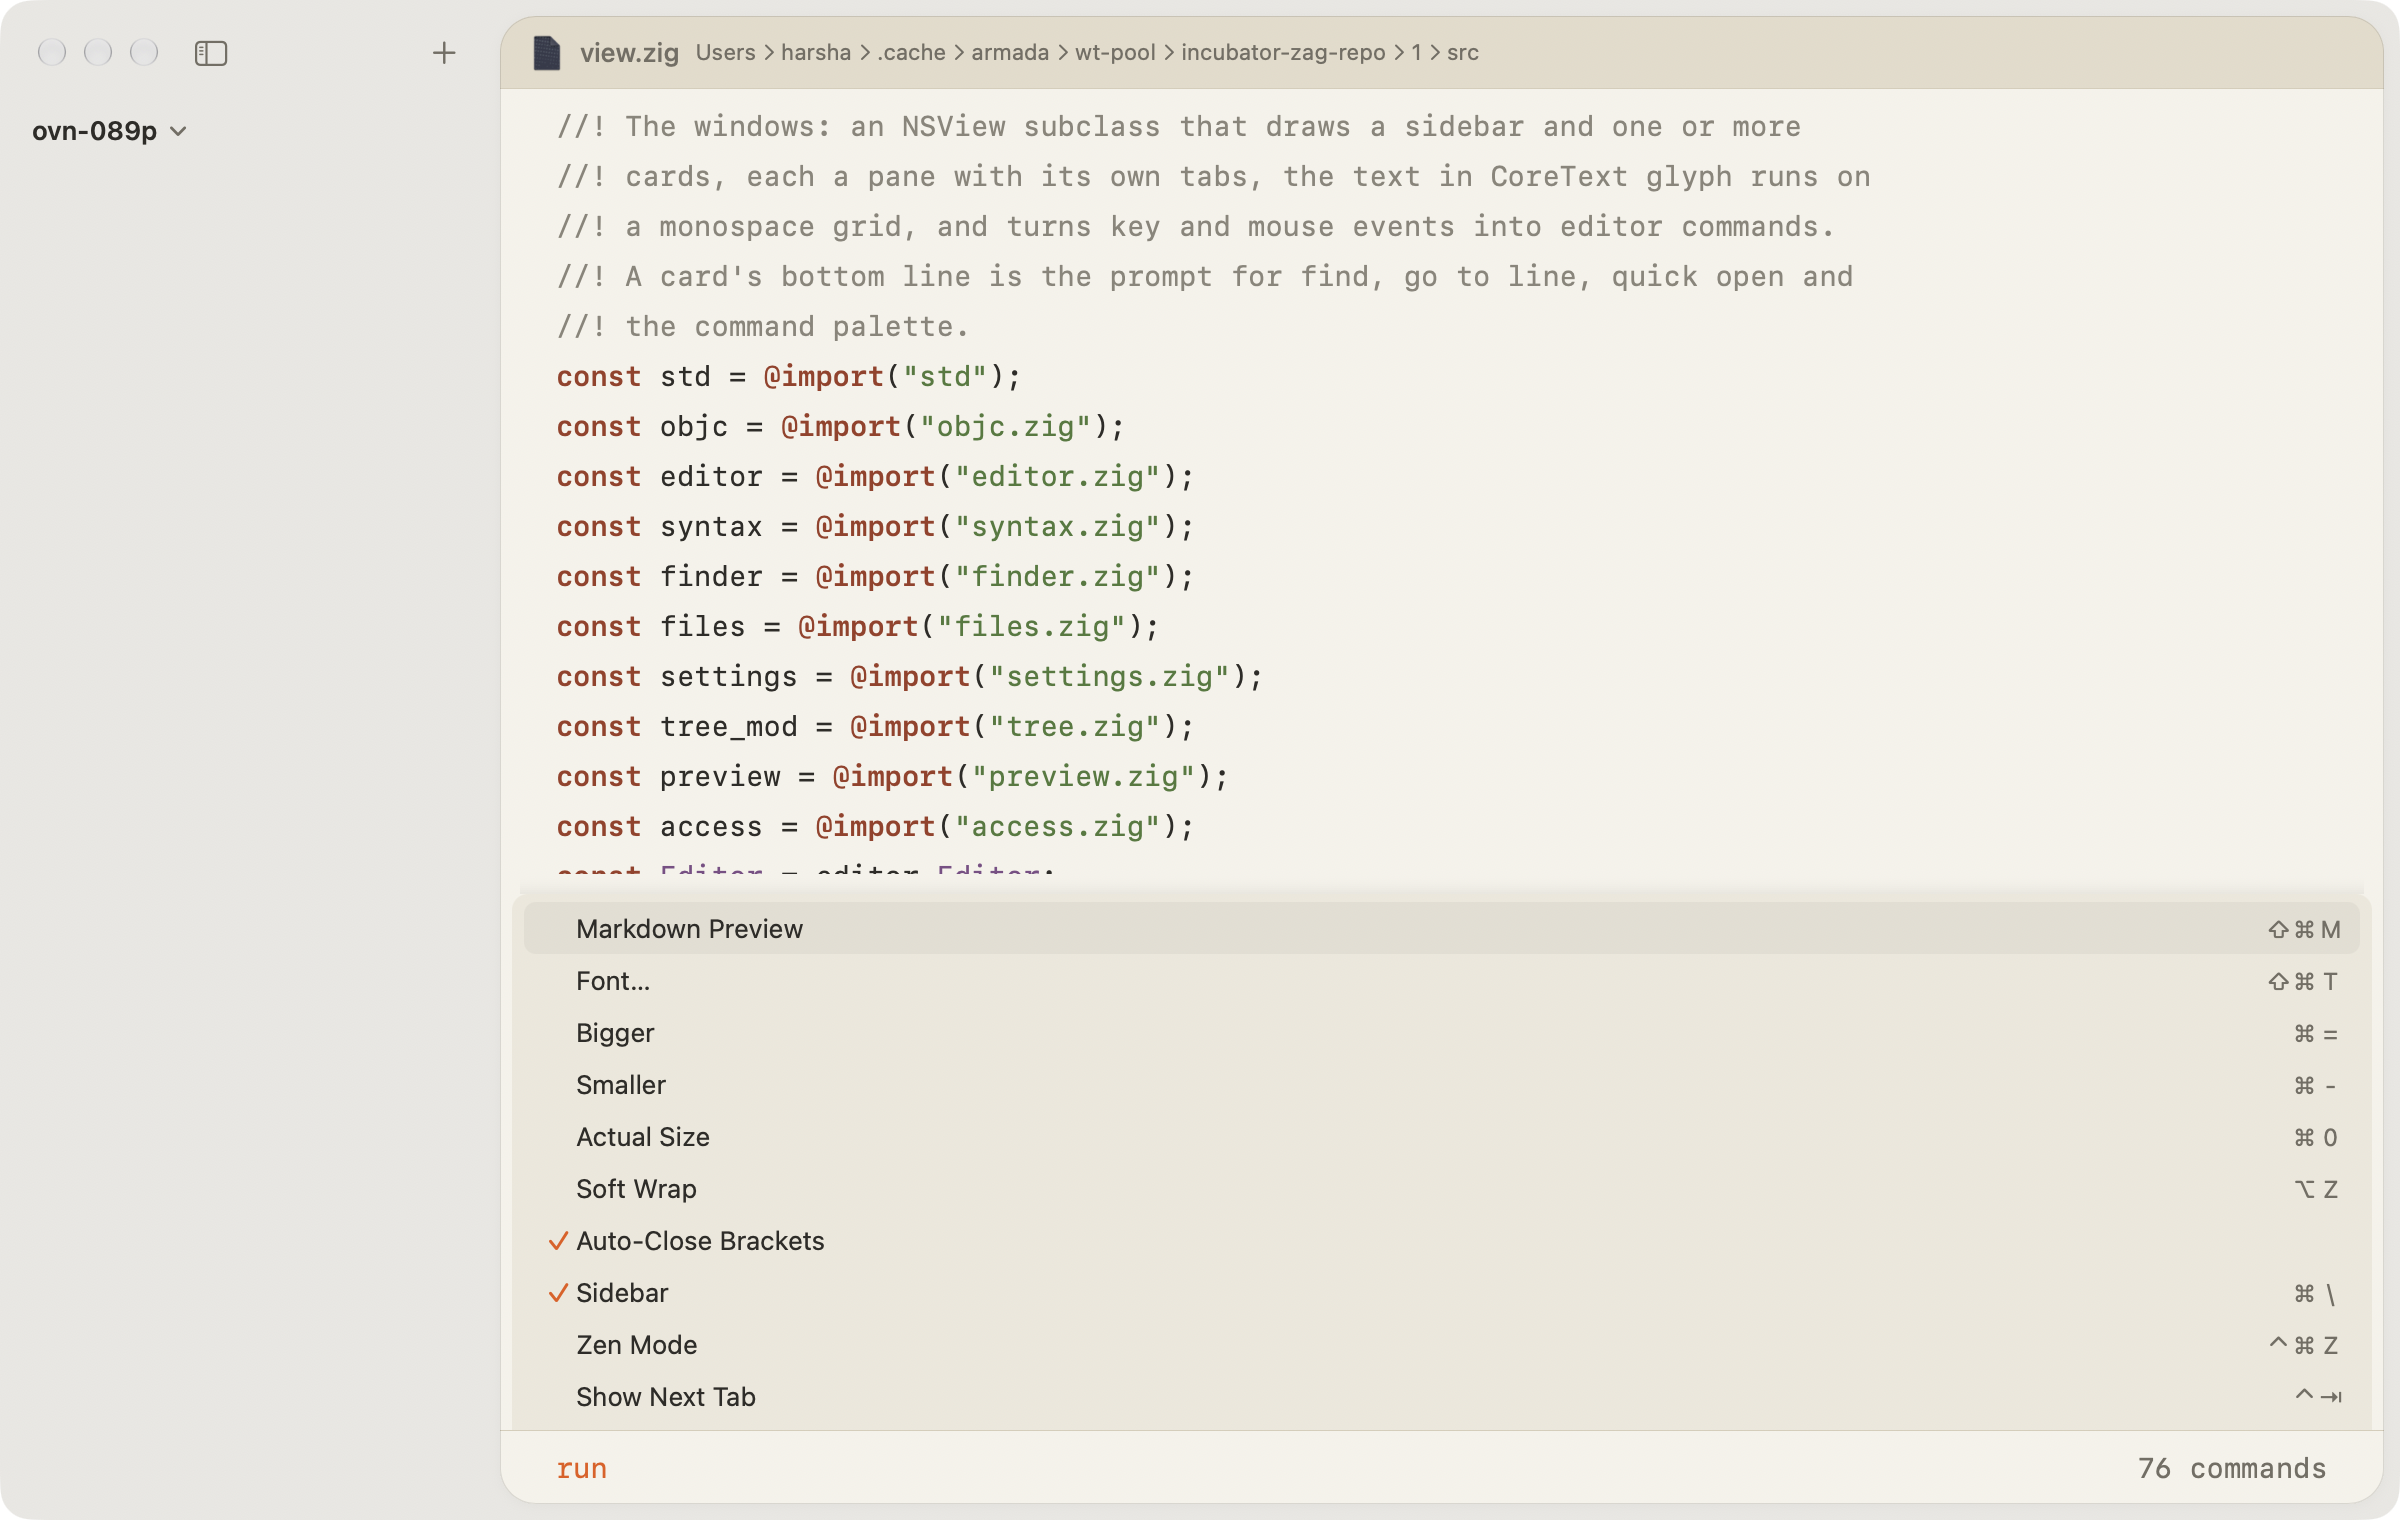 view.zig Users > harsha > .cache > armada > wt-pool > incubator-zag-repo > 1 > src
ovn-089p
//! The windows: an NSView subclass that draws a sidebar and one or more
//! cards, each a pane with its own tabs, the text in CoreText glyph runs on
//! a monospace grid, and turns key and mouse events into editor commands.
//! A card's bottom line is the prompt for find, go to line, quick open and
//! the command palette.
const std = @import("std");
const objc = @import("objc.zig");
const editor = @import("editor.zig");
const syntax = @import("syntax.zig");
const finder = @import("finder.zig");
const files = @import("files.zig");
const settings = @import("settings.zig");
const tree_mod = @import("tree.zig");
const preview = @import("preview.zig");
const access = @import("access.zig");
const Editor = editor.Editor;
Markdown Preview ⇧⌘M
Font... ⇧⌘T
Bigger ⌘=
Smaller ⌘-
Actual Size ⌘0
Soft Wrap ⌥Z
✓ Auto-Close Brackets
✓ Sidebar ⌘\
Zen Mode ^⌘Z
Show Next Tab ^⇥
run 76 commands